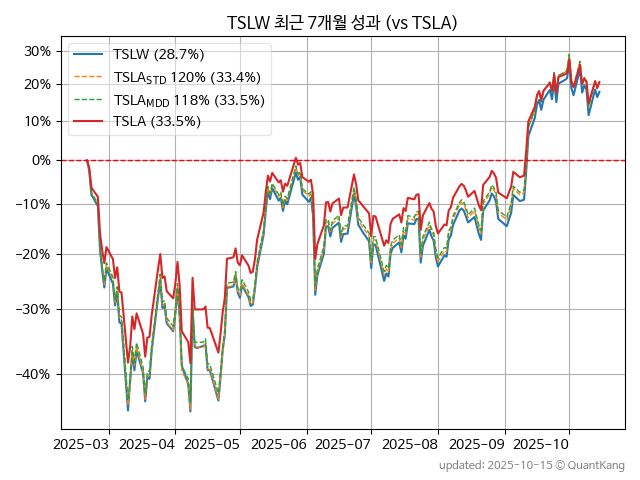 TSLW 최근 7개월 성과 (vs TSLA)
TSLW (28.7%)
TSLA_STD 120% (33.4%)
TSLA_MDD 118% (33.5%)
TSLA (33.5%)
30%
20%
10%
0%
−10%
−20%
−30%
−40%
2025-03 2025-04 2025-05 2025-06 2025-07 2025-08 2025-09 2025-10
updated: 2025-10-15 © QuantKang